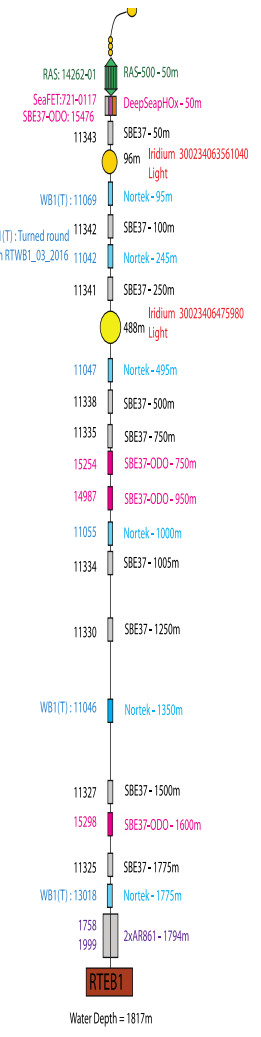 RAS: 14262-01 RAS-500 - 50m
SeaFET:721-0117 DeepSeapHOx - 50m
SBE37-ODO: 15476
11343 SBE37 - 50m
96m Iridium 300234063561040
Light
WB1(T) : 11069 Nortek - 95m
11342 SBE37 - 100m
(T) : Turned round
RTWB1_03_2016 11042 Nortek - 245m
11341 SBE37 - 250m
488m Iridium 30023406475980
Light
11047 Nortek - 495m
11338 SBE37 - 500m
11335 SBE37 - 750m
15254 SBE37-ODO - 750m
14987 SBE37-ODO - 950m
11055 Nortek - 1000m
11334 SBE37 - 1005m
11330 SBE37 - 1250m
WB1(T) : 11046 Nortek - 1350m
11327 SBE37 - 1500m
15298 SBE37-ODO - 1600m
11325 SBE37 - 1775m
WB1(T) : 13018 Nortek - 1775m
1758
1999 2xAR861 - 1794m
RTEB1
Water Depth = 1817m